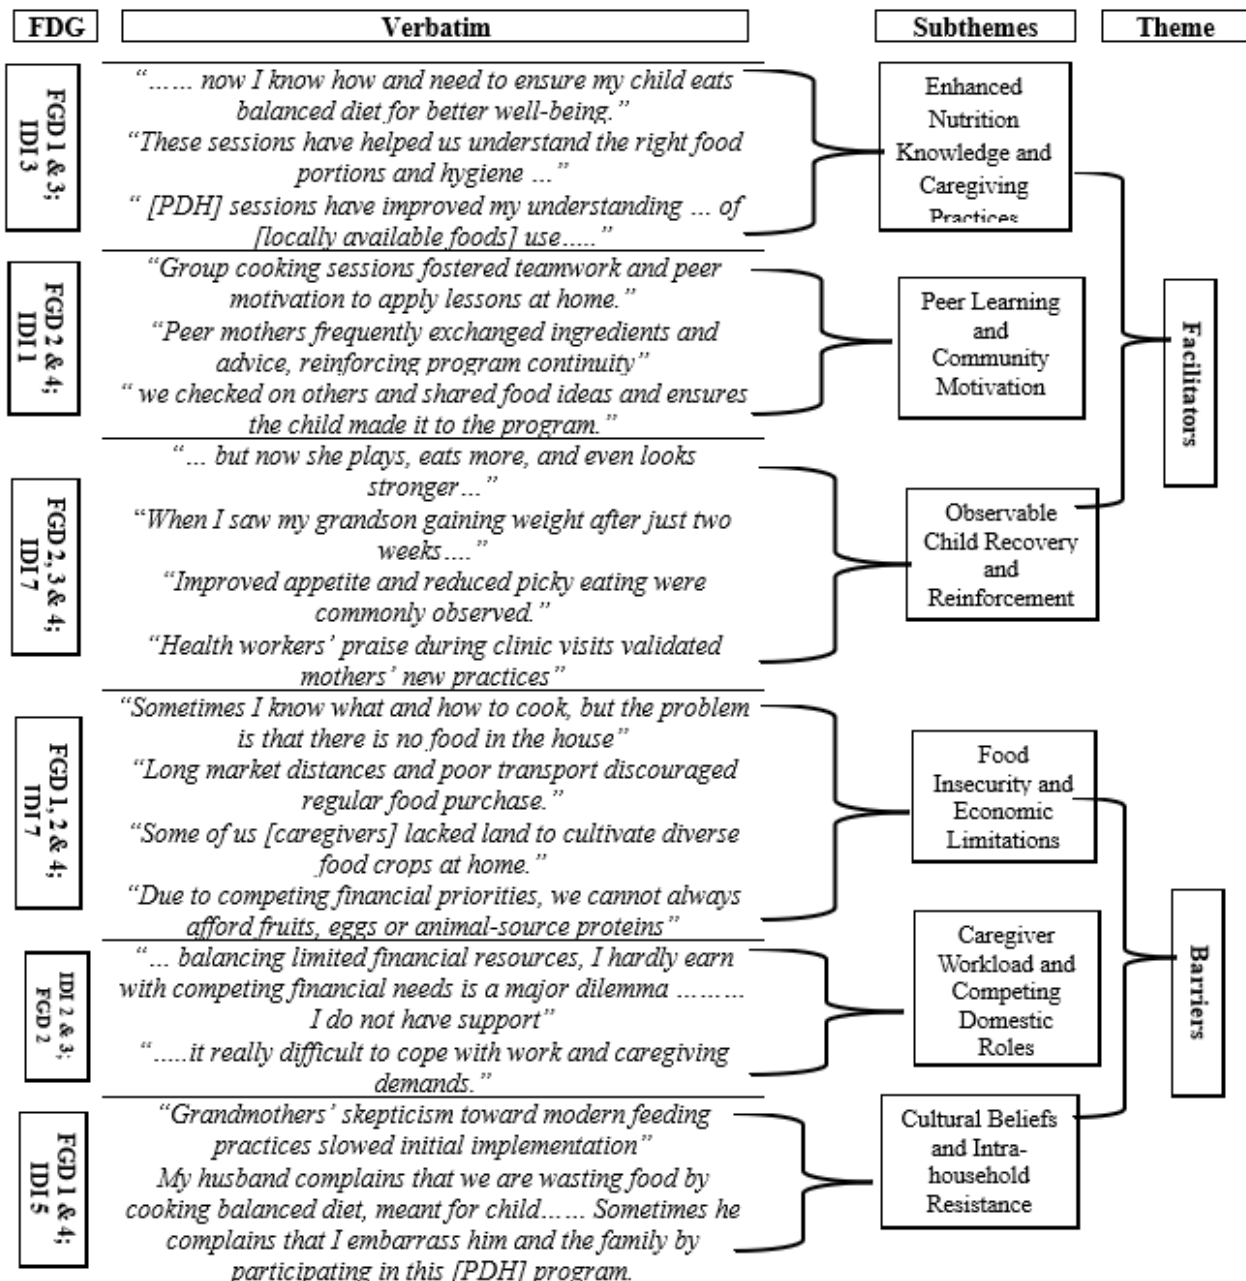 FDG
Verbatim
Subthemes
Theme
FGD 1 & 3;
IDI 3
“…… now I know how and need to ensure my child eats
balanced diet for better well-being.”
“These sessions have helped us understand the right food
portions and hygiene …”
“ [PDH] sessions have improved my understanding … of
[locally available foods] use…..”
Enhanced
Nutrition
Knowledge and
Caregiving
Practices
FGD 2 & 4;
IDI 1
“Group cooking sessions fostered teamwork and peer
motivation to apply lessons at home.”
“Peer mothers frequently exchanged ingredients and
advice, reinforcing program continuity”
“ we checked on others and shared food ideas and ensures
the child made it to the program.”
Peer Learning
and
Community
Motivation
FGD 2, 3 & 4;
IDI 7
“… but now she plays, eats more, and even looks
stronger…”
“When I saw my grandson gaining weight after just two
weeks….”
“Improved appetite and reduced picky eating were
commonly observed.”
“Health workers’ praise during clinic visits validated
mothers’ new practices”
Observable
Child Recovery
and
Reinforcement
Facilitators
FGD 1, 2 & 4;
IDI 7
“Sometimes I know what and how to cook, but the problem
is that there is no food in the house”
“Long market distances and poor transport discouraged
regular food purchase.”
“Some of us [caregivers] lacked land to cultivate diverse
food crops at home.”
“Due to competing financial priorities, we cannot always
afford fruits, eggs or animal-source proteins”
Food
Insecurity and
Economic
Limitations
IDI 2 & 3;
FGD 2
“… balancing limited financial resources, I hardly earn
with competing financial needs is a major dilemma ………
I do not have support”
“…..it really difficult to cope with work and caregiving
demands.”
Caregiver
Workload and
Competing
Domestic
Roles
FGD 1 & 4;
IDI 5
“Grandmothers’ skepticism toward modern feeding
practices slowed initial implementation”
My husband complains that we are wasting food by
cooking balanced diet, meant for child…… Sometimes he
complains that I embarrass him and the family by
participating in this [PDH] program.
Cultural Beliefs
and Intra-
household
Resistance
Barriers